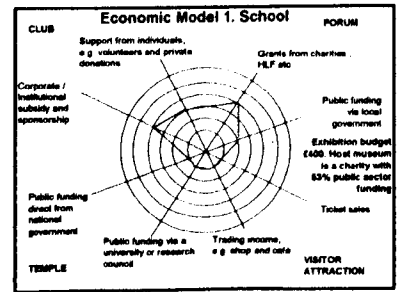 Economic Model 1. School
CLUB
FORUM
Support from individuals,
e.g. volunteers and private
donations
Grants from charities,
HLF etc
Corporate /
Institutional
subsidy and
sponsorship
Public funding
via local
government
Exhibition budget
£400. Host museum
is a charity with
53% public sector
funding
Public funding
direct from
national
government
Ticket sales
Public funding via a
university or research
council
Trading income,
e.g. shop and cafe
TEMPLE
VISITOR
ATTRACTION